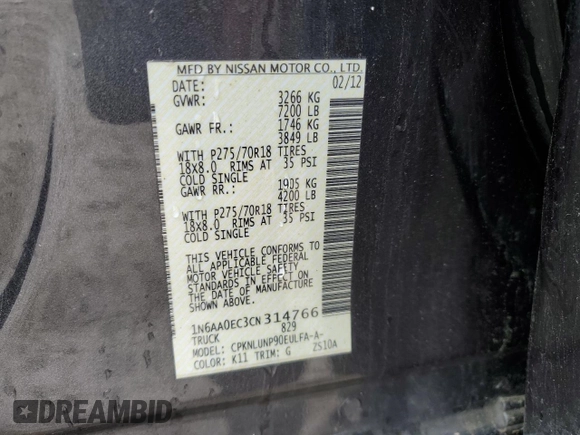 MFD BY NISSAN MOTOR CO., LTD.
DATE: 02/12
GVWR: 3266 KG
7200 LB
GAWR FR.: 1746 KG
3849 LB
WITH P275/70R18 TIRES
18X8.0 RIMS AT 35 PSI
COLD SINGLE
GAWR RR.: 1905 KG
4200 LB
WITH P275/70R18 TIRES
18X8.0 RIMS AT 35 PSI
COLD SINGLE
THIS VEHICLE CONFORMS TO
ALL APPLICABLE FEDERAL
MOTOR VEHICLE SAFETY
STANDARDS IN EFFECT ON
THE DATE OF MANUFACTURE
SHOWN ABOVE.
1N6AA0EC3CN314766
TRUCK 829
MODEL: CPKNLUNP90EULFA-A-
COLOR: K11 TRIM: G ZS10A
DREAMBID